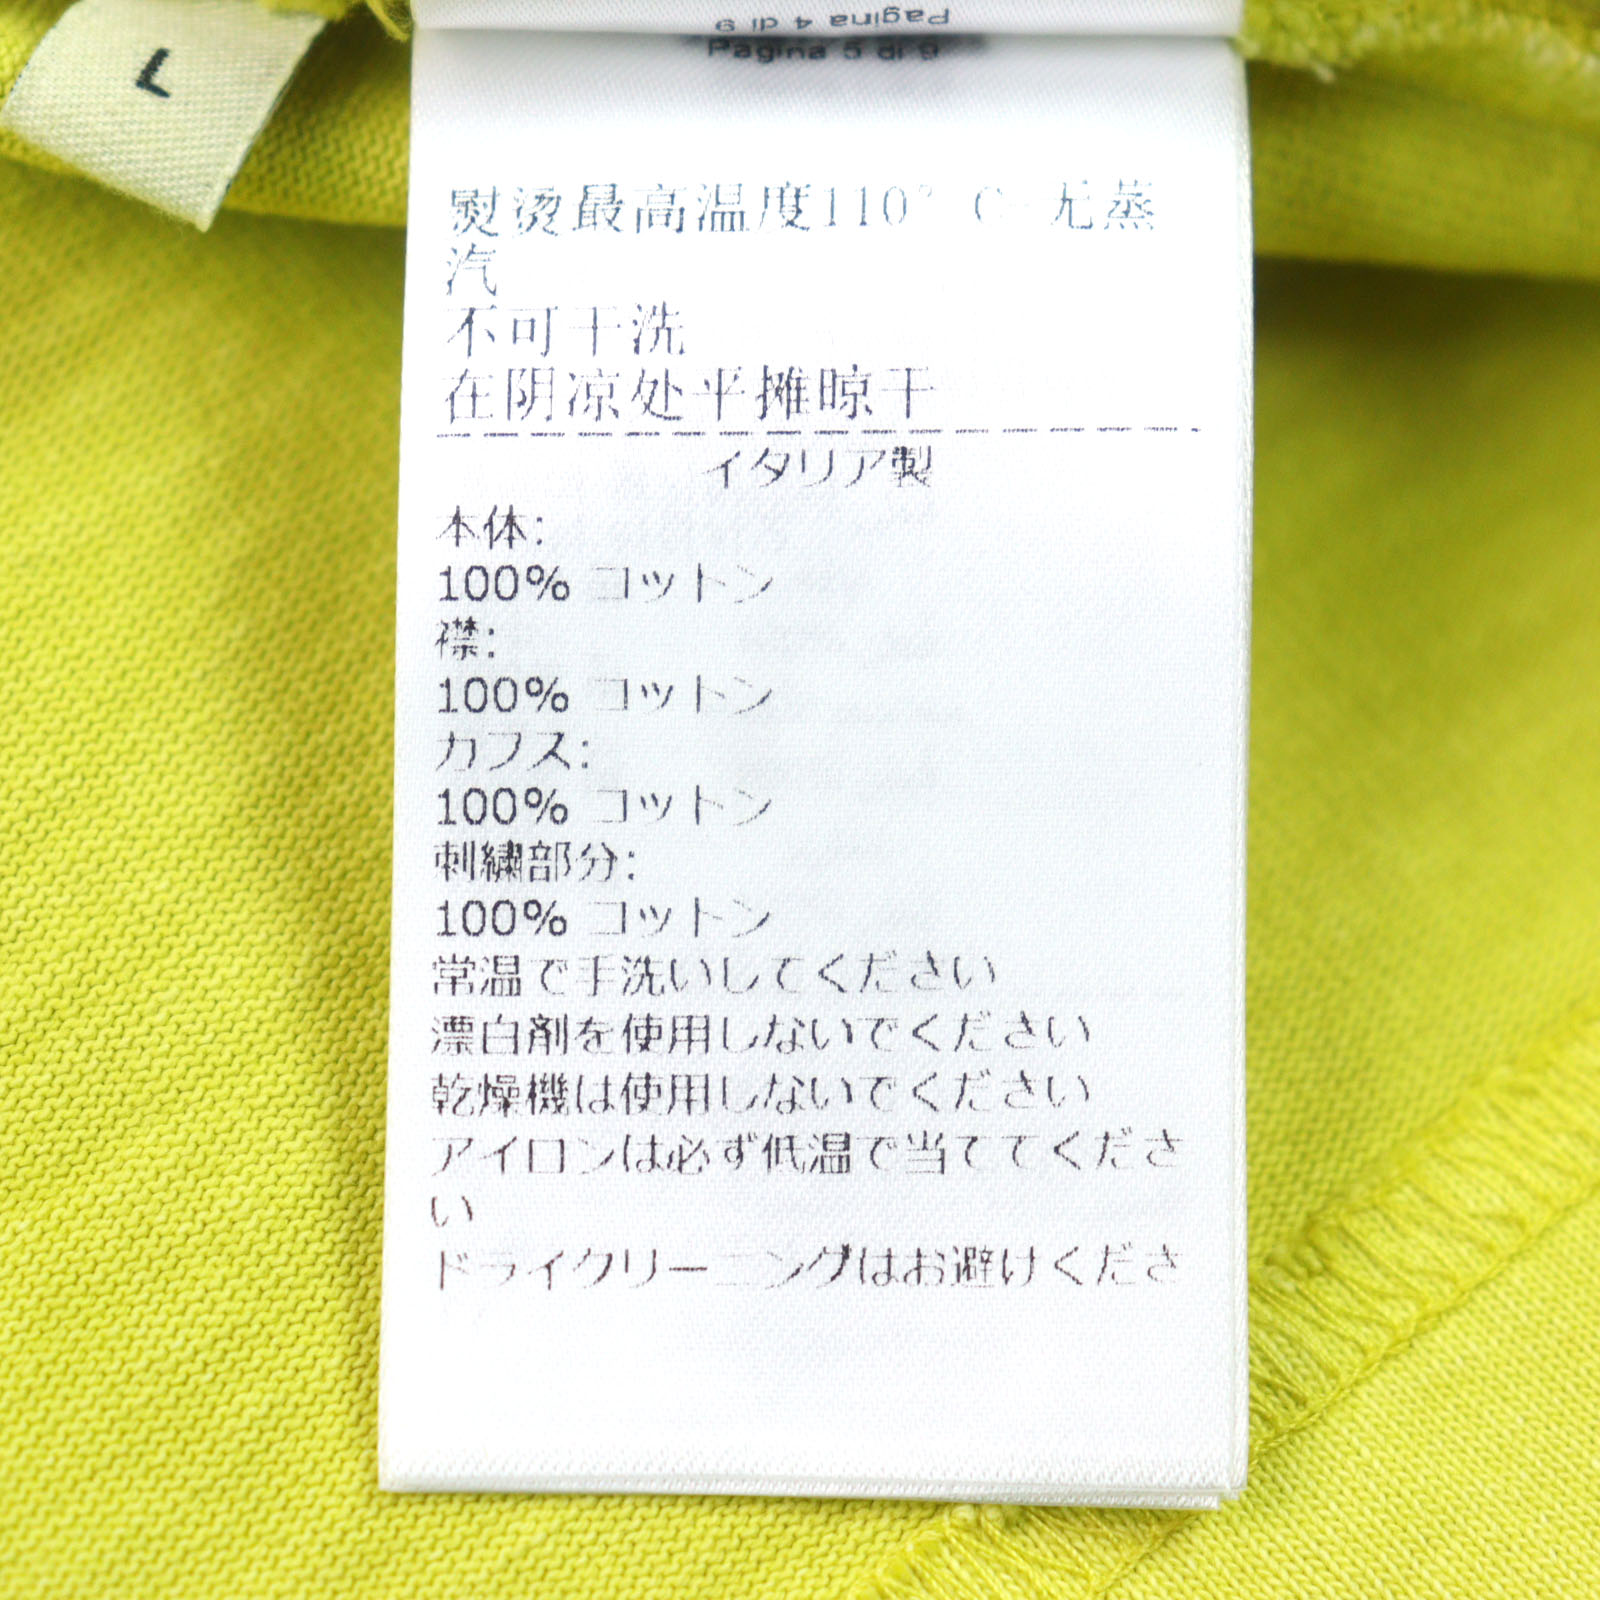 L
Pagina 4 di 9
Pagina 5 di 9
熨烫最高温度110°C-无蒸
汽
不可干洗
在阴凉处平摊晾干
イタリア製
本体:
100% コットン
襟:
100% コットン
カフス:
100% コットン
刺繍部分:
100% コットン
常温で手洗いしてください
漂白剤を使用しないでください
乾燥機は使用しないでください
アイロンは必ず低温で当ててくださ
い
ドライクリーニングはお避けくださ